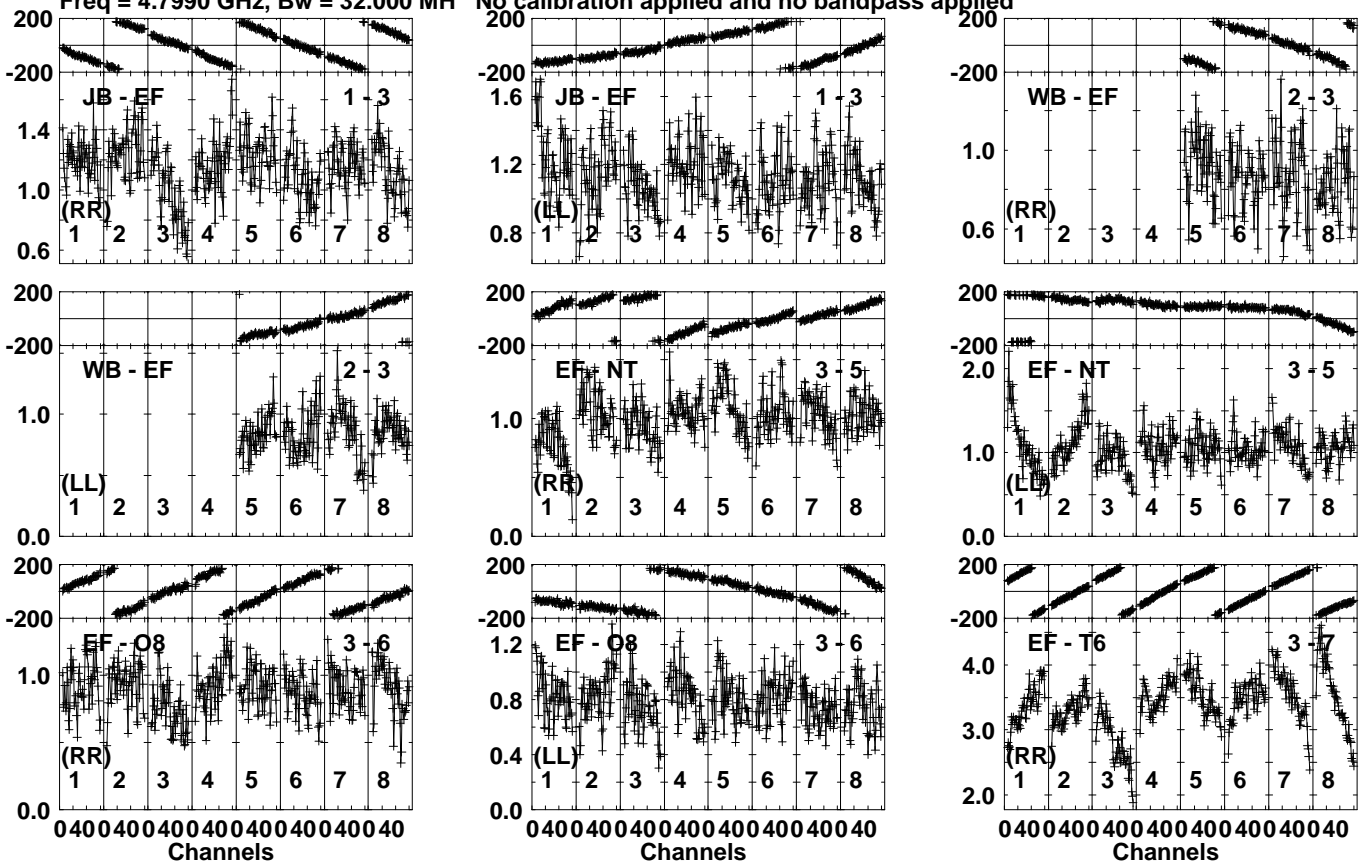 Freq = 4.7990 GHz, Bw = 32.000 MH No calibration applied and no bandpass applied
200
-200
JB - EF 1 - 3
1.4
1.0
0.6
(RR)
1 2 3 4 5 6 7 8
JB - EF 1 - 3
1.6
1.2
0.8
(LL)
1 2 3 4 5 6 7 8
WB - EF 2 - 3
1.0
0.6
(RR)
1 2 3 4 5 6 7 8
200
-200
200
-200
200
-200
WB - EF 2 - 3
1.0
0.0
(LL)
1 2 3 4 5 6 7 8
200
-200
EF - NT 3 - 5
1.0
0.0
(RR)
1 2 3 4 5 6 7 8
200
-200
EF - NT 3 - 5
2.0
1.0
0.0
(LL)
1 2 3 4 5 6 7 8
200
-200
EF - O8 3 - 6
1.0
0.0
(RR)
1 2 3 4 5 6 7 8
0 40 0 40 0 40 0 40 0 40 0 40 0 40 0 40
Channels
200
-200
EF - O8 3 - 6
1.2
0.8
0.4
0.0
(LL)
1 2 3 4 5 6 7 8
0 40 0 40 0 40 0 40 0 40 0 40 0 40 0 40
Channels
200
-200
EF - T6 3 - 7
4.0
3.0
2.0
(RR)
1 2 3 4 5 6 7 8
0 40 0 40 0 40 0 40 0 40 0 40 0 40 0 40
Channels